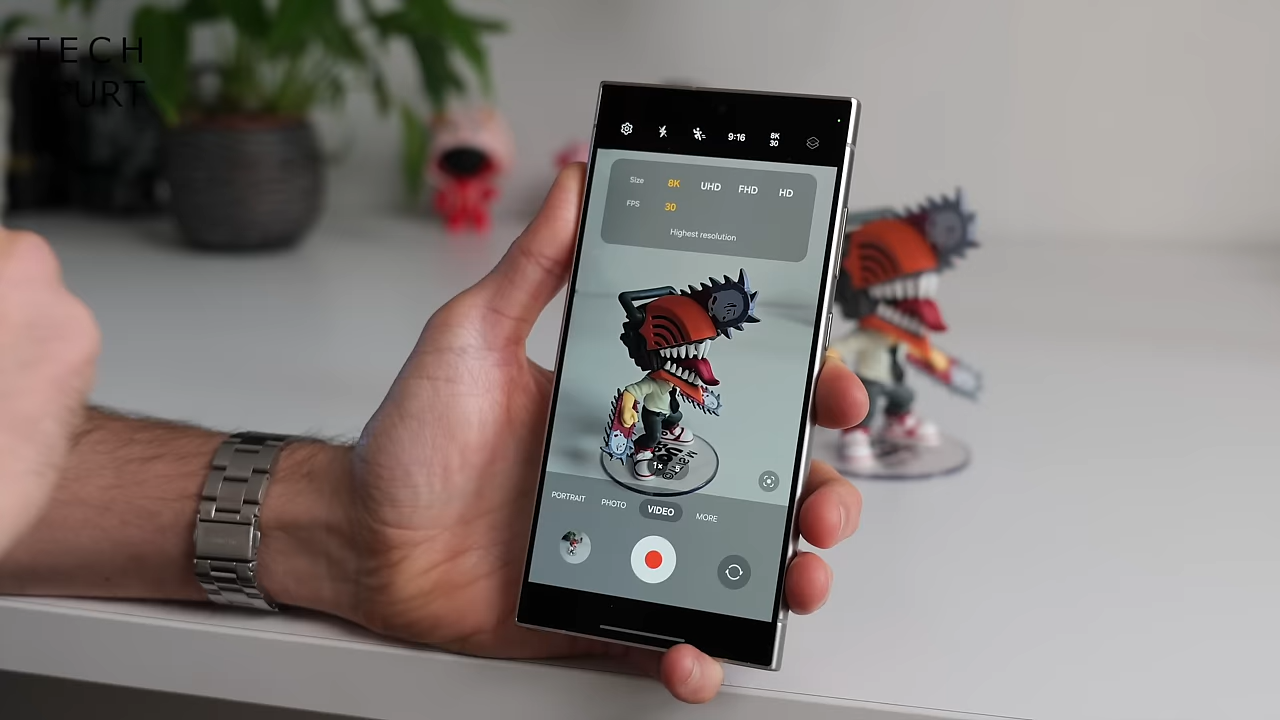 TECH
PURT
9:16
8K
30
Size 8K UHD FHD HD
FPS 30
Highest resolution
1x
PORTRAIT PHOTO VIDEO MORE